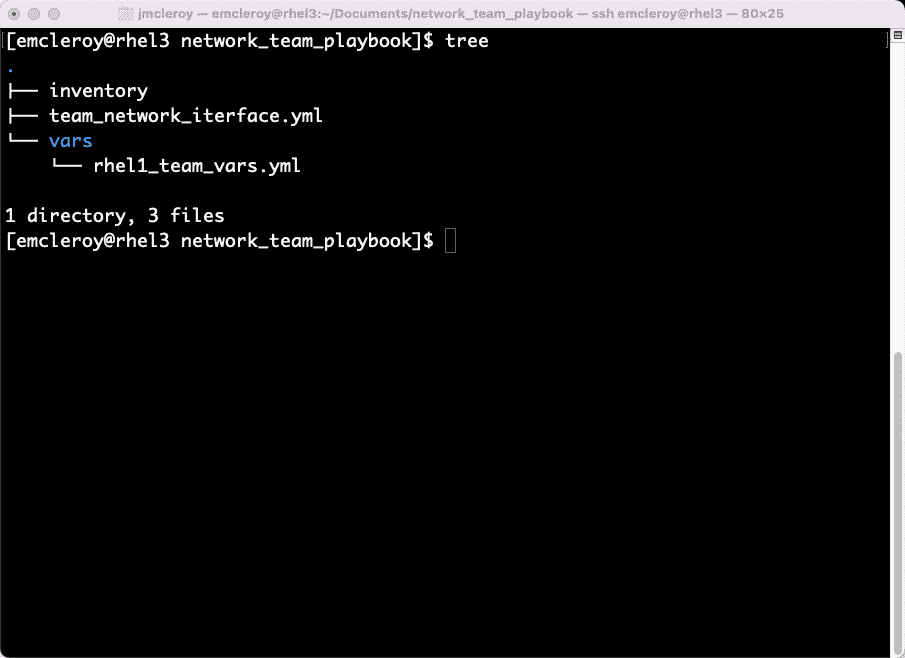 jmcleroy — emcleroy@rhel3:~/Documents/network_team_playbook — ssh emcleroy@rhel3 — 80×25
[emcleroy@rhel3 network_team_playbook]$ tree
.
├── inventory
├── team_network_iterface.yml
└── vars
    └── rhel1_team_vars.yml
1 directory, 3 files
[emcleroy@rhel3 network_team_playbook]$